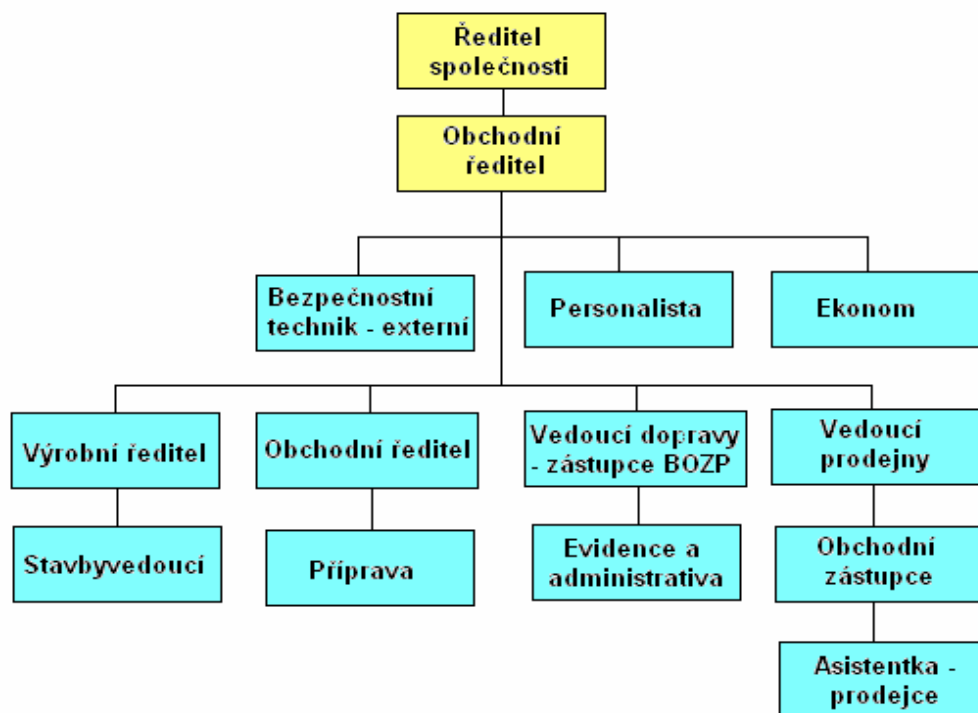 Ředitel
společnosti
Obchodní
ředitel
Bezpečnostní
technik - externí
Personalista
Ekonom
Výrobní ředitel
Obchodní ředitel
Vedoucí dopravy
- zástupce BOZP
Vedoucí
prodejny
Stavbyvedoucí
Příprava
Evidence a
administrativa
Obchodní
zástupce
Asistentka -
prodejce